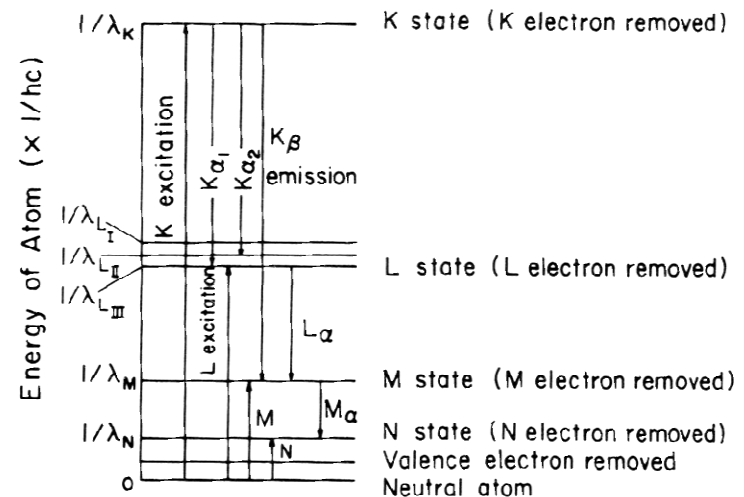 1/λK
K state (K electron removed)
Energy of Atom (x 1/hc)
K excitation
Kα1
Kα2
Kβ
emission
1/λLI
1/λLII
1/λLIII
L state (L electron removed)
L excitation
Lα
1/λM
M state (M electron removed)
M
Mα
1/λN
N state (N electron removed)
N
Valence electron removed
0
Neutral atom